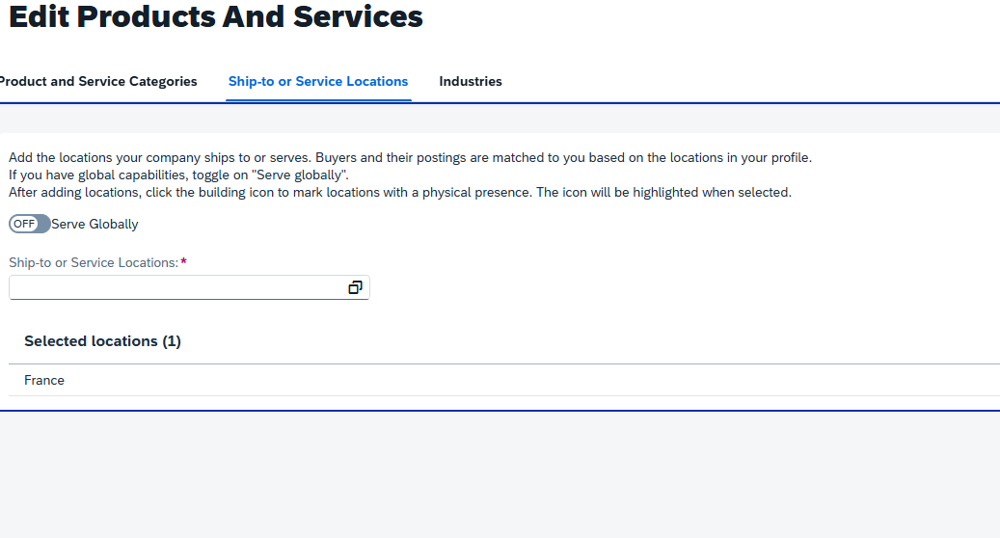 Edit Products And Services
Product and Service Categories Ship-to or Service Locations Industries
Add the locations your company ships to or serves. Buyers and their postings are matched to you based on the locations in your profile.
If you have global capabilities, toggle on "Serve globally".
After adding locations, click the building icon to mark locations with a physical presence. The icon will be highlighted when selected.
OFF Serve Globally
Ship-to or Service Locations:*
Selected locations (1)
France